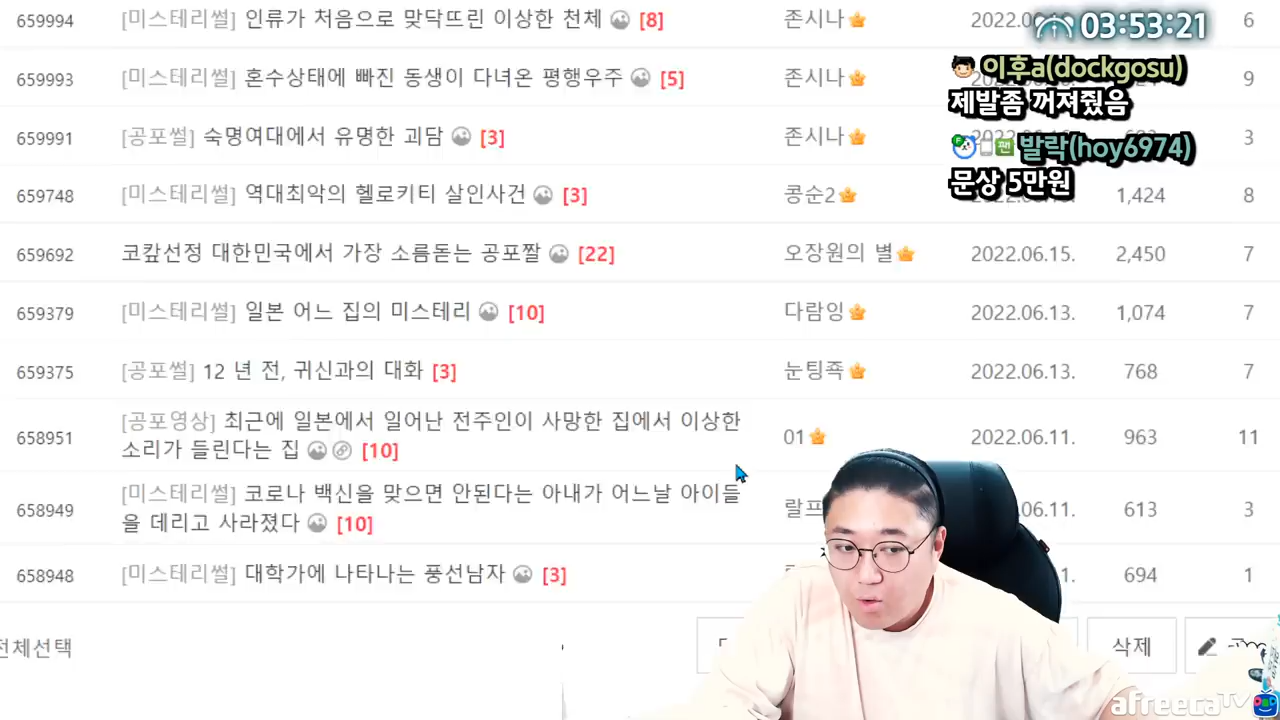 659994 [미스테리썰] 인류가 처음으로 맞닥뜨린 이상한 천체 [8] 존시나 2022.0 6
03:53:21
659993 [미스테리썰] 혼수상태에 빠진 동생이 다녀온 평행우주 [5] 존시나 9
이후a(dockgosu)
제발좀 꺼져줬음
659991 [공포썰] 숙명여대에서 유명한 괴담 [3] 존시나 3
발락(hoy6974)
문상 5만원
659748 [미스테리썰] 역대최악의 헬로키티 살인사건 [3] 콩순2 1,424 8
659692 코캎선정 대한민국에서 가장 소름돋는 공포짤 [22] 오장원의 별 2022.06.15. 2,450 7
659379 [미스테리썰] 일본 어느 집의 미스테리 [10] 다람잉 2022.06.13. 1,074 7
659375 [공포썰] 12 년 전, 귀신과의 대화 [3] 눈팅족 2022.06.13. 768 7
658951 [공포영상] 최근에 일본에서 일어난 전주인이 사망한 집에서 이상한
소리가 들린다는 집 [10] 01 2022.06.11. 963 11
658949 [미스테리썰] 코로나 백신을 맞으면 안된다는 아내가 어느날 아이들
을 데리고 사라졌다 [10] 랄프 .06.11. 613 3
658948 [미스테리썰] 대학가에 나타나는 풍선남자 [3] 1. 694 1
전체선택 삭제
afreecaTV